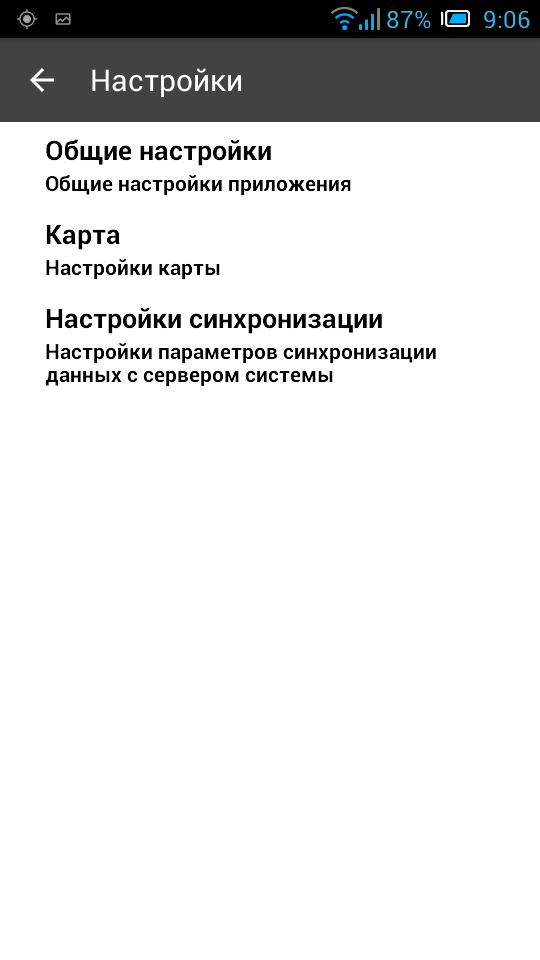 87% 9:06
Настройки
Общие настройки
Общие настройки приложения
Карта
Настройки карты
Настройки синхронизации
Настройки параметров синхронизации
данных с сервером системы